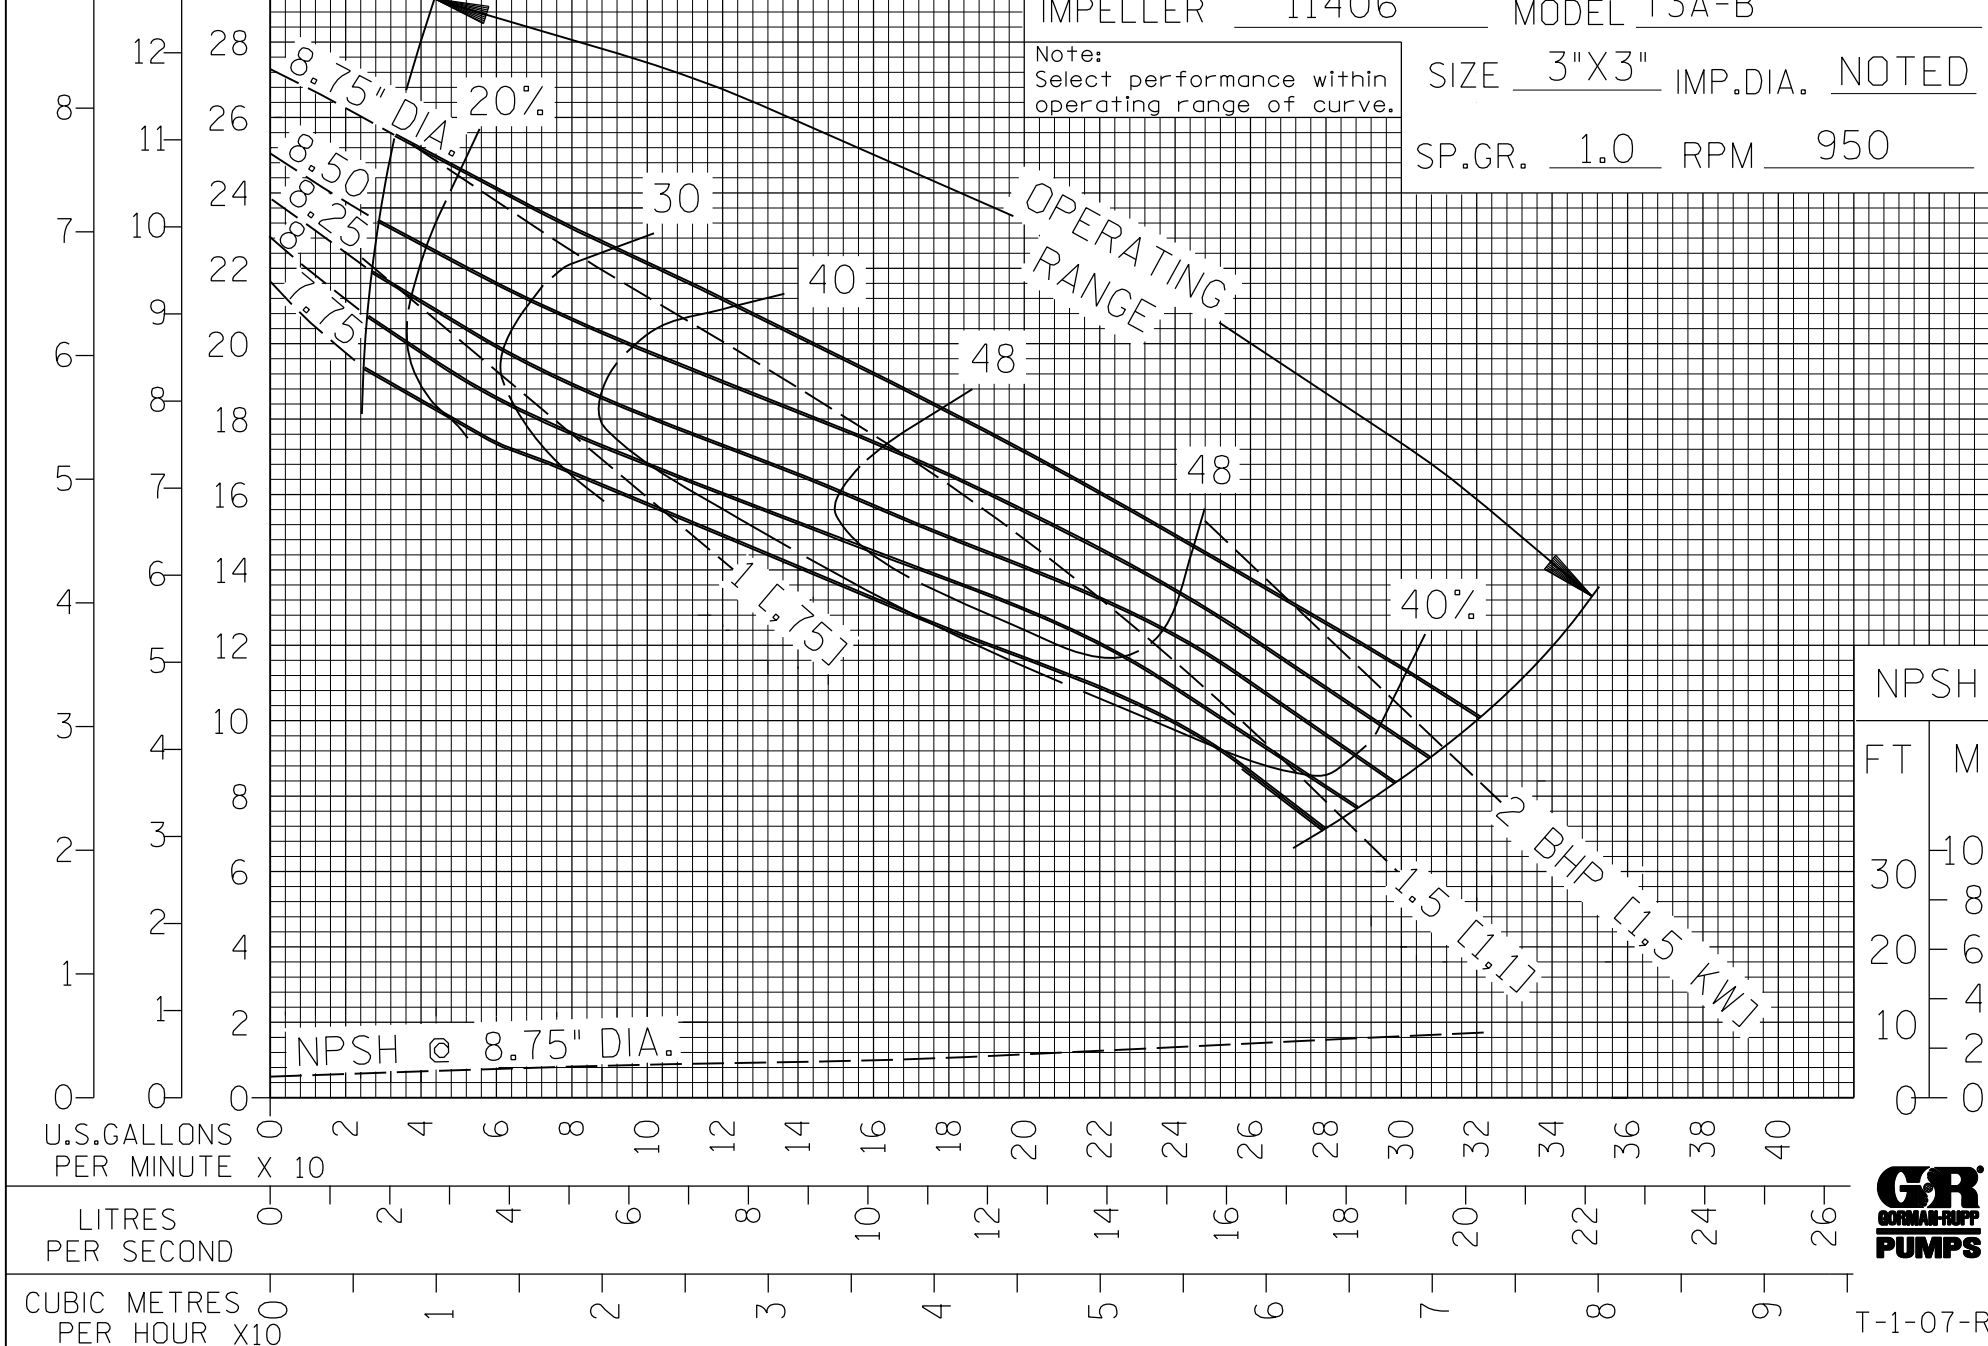 IMPELLER 11406 MODEL T3A-B
Note:
Select performance within
operating range of curve.
SIZE 3"X3" IMP.DIA. NOTED
SP.GR. 1.0 RPM 950
8.75" DIA.
8.50
8.25
8
7.75
20%
30
40
48
48
40%
OPERATING
RANGE
1 [,75]
1.5 [1,1]
2 BHP [1,5 KW]
NPSH @ 8.75" DIA.
8
7
6
5
4
3
2
1
0
12
11
10
9
8
7
6
5
4
3
2
1
0
28
26
24
22
20
18
16
14
12
10
8
6
4
2
0
NPSH
FT M
30
20
10
0
10
8
6
4
2
0
U.S.GALLONS
PER MINUTE X 10
0 2 4 6 8 10 12 14 16 18 20 22 24 26 28 30 32 34 36 38 40
LITRES
PER SECOND
0 2 4 6 8 10 12 14 16 18 20 22 24 26
CUBIC METRES
PER HOUR X10
0 1 2 3 4 5 6 7 8 9
G&R
GORMAN-RUPP
PUMPS
T-1-07-R